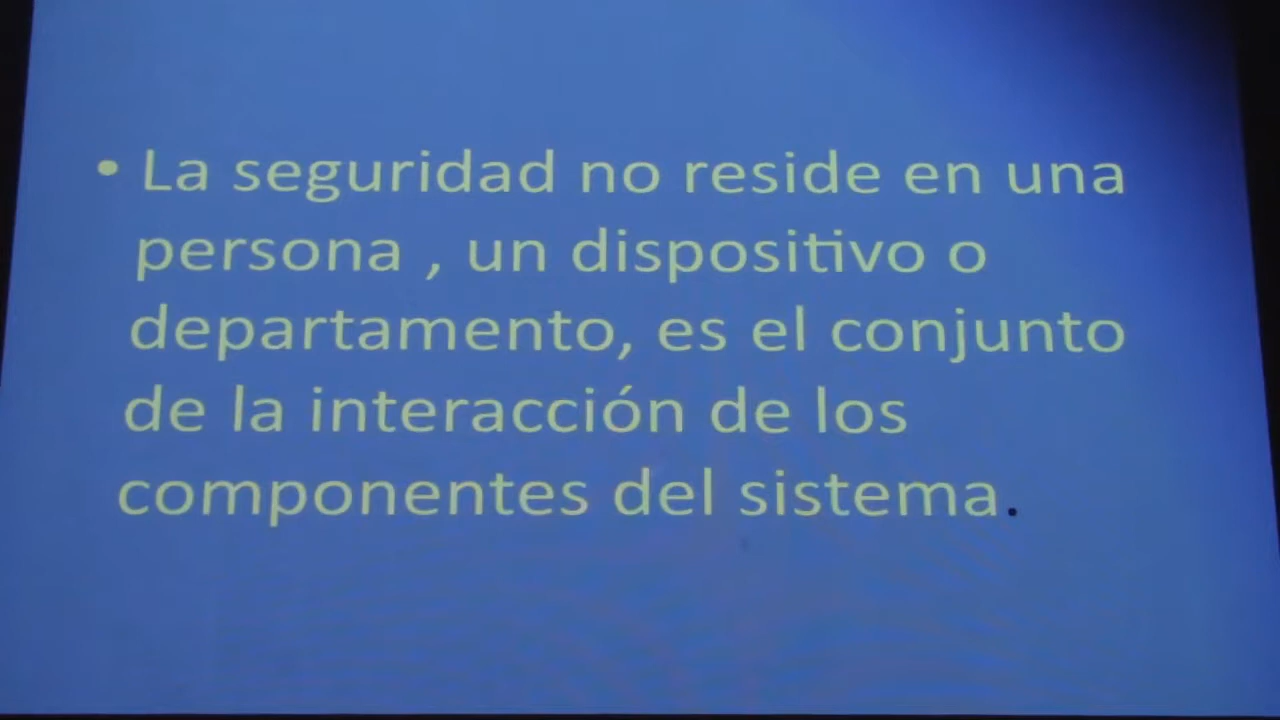 • La seguridad no reside en una
persona , un dispositivo o
departamento, es el conjunto
de la interacción de los
componentes del sistema.